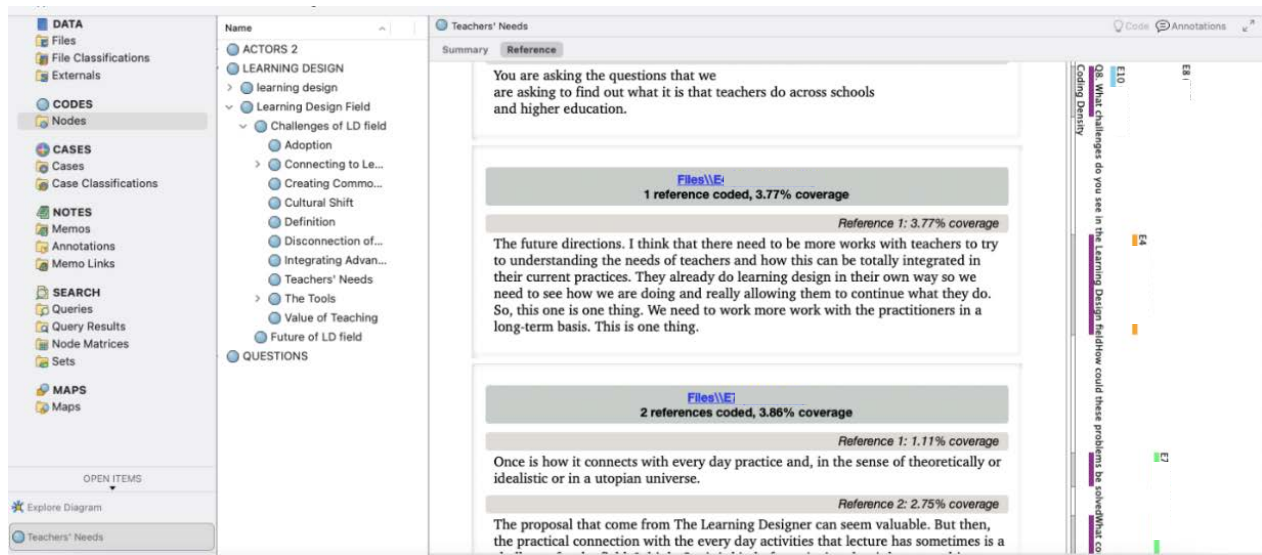 DATA
Files
File Classifications
Externals
CODES
Nodes
CASES
Cases
Case Classifications
NOTES
Memos
Annotations
Memo Links
SEARCH
Queries
Query Results
Node Matrices
Sets
MAPS
Maps
OPEN ITEMS
Explore Diagram
Teachers' Needs
Name
ACTORS 2
LEARNING DESIGN
learning design
Learning Design Field
Challenges of LD field
Adoption
Connecting to Le...
Creating Commo...
Cultural Shift
Definition
Disconnection of...
Integrating Advan...
Teachers' Needs
The Tools
Value of Teaching
Future of LD field
QUESTIONS
Teachers' Needs
Code Annotations
Summary Reference
You are asking the questions that we
are asking to find out what it is that teachers do across schools
and higher education.
Files\\E4
1 reference coded, 3.77% coverage
Reference 1: 3.77% coverage
The future directions. I think that there need to be more works with teachers to try
to understanding the needs of teachers and how this can be totally integrated in
their current practices. They already do learning design in their own way so we
need to see how we are doing and really allowing them to continue what they do.
So, this one is one thing. We need to work more work with the practitioners in a
long-term basis. This is one thing.
Files\\E7
2 references coded, 3.86% coverage
Reference 1: 1.11% coverage
Once is how it connects with every day practice and, in the sense of theoretically or
idealistic or in a utopian universe.
Reference 2: 2.75% coverage
The proposal that come from The Learning Designer can seem valuable. But then,
the practical connection with the every day activities that lecture has sometimes is a
Coding Density
Q8. What challenges do you see in the Learning Design fieldHow could these problems be solvedWhat co
E10
E4
E7
E8